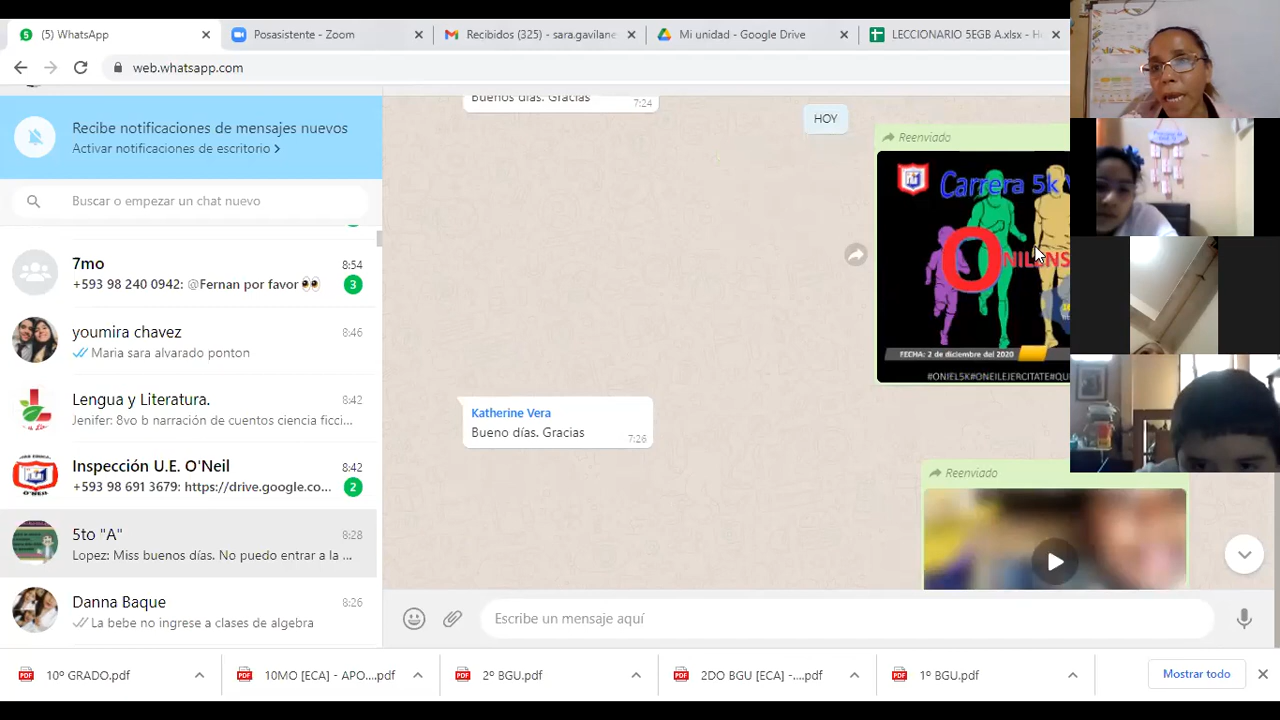 (5) WhatsApp
Posasistente - Zoom
Recibidos (325) - sara.gavilane
Mi unidad - Google Drive
LECCIONARIO 5EGB A.xlsx - H
web.whatsapp.com
Recibe notificaciones de mensajes nuevos
Activar notificaciones de escritorio >
Buscar o empezar un chat nuevo
7mo 8:54
+593 98 240 0942: @Fernan por favor 👀 3
youmira chavez 8:46
Maria sara alvarado ponton
Lengua y Literatura. 8:42
Jenifer: 8vo b narración de cuentos ciencia ficci...
Inspección U.E. O'Neil 8:42
+593 98 691 3679: https://drive.google.co... 2
5to "A" 8:28
Lopez: Miss buenos días. No puedo entrar a la ...
Danna Baque 8:26
La bebe no ingrese a clases de algebra
Buenos días. Gracias 7:24
HOY
Reenviado
Carrera 5k
ONIL
FECHA: 2 de diciembre del 2020
#ONIEL5K#ONEILEJERCITATE#QU
Katherine Vera
Bueno días. Gracias 7:26
Reenviado
Escribe un mensaje aquí
10º GRADO.pdf
10MO [ECA] - APO....pdf
2º BGU.pdf
2DO BGU [ECA] -....pdf
1º BGU.pdf
Mostrar todo